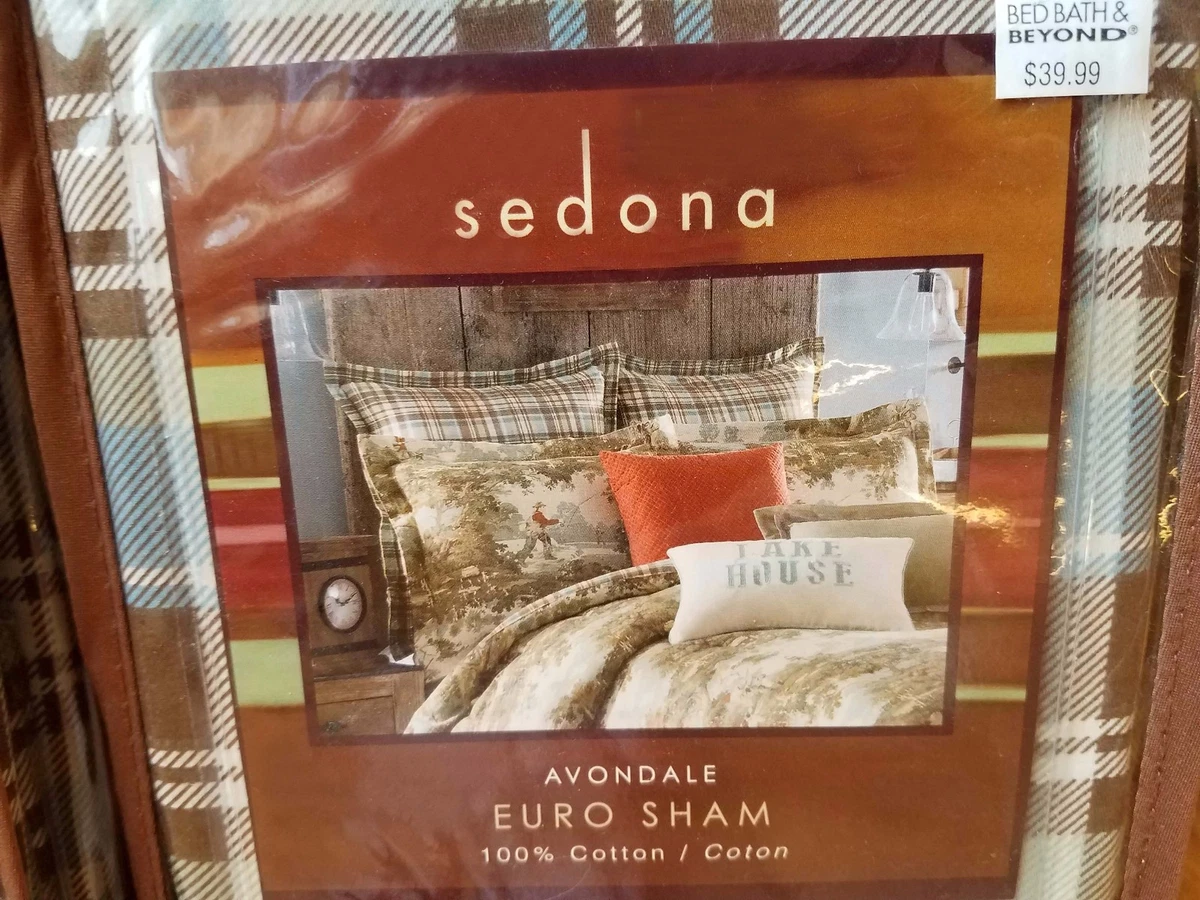 BED BATH &
BEYOND®
$39.99
sedona
LAKE
HOUSE
AVONDALE
EURO SHAM
100% Cotton / Coton